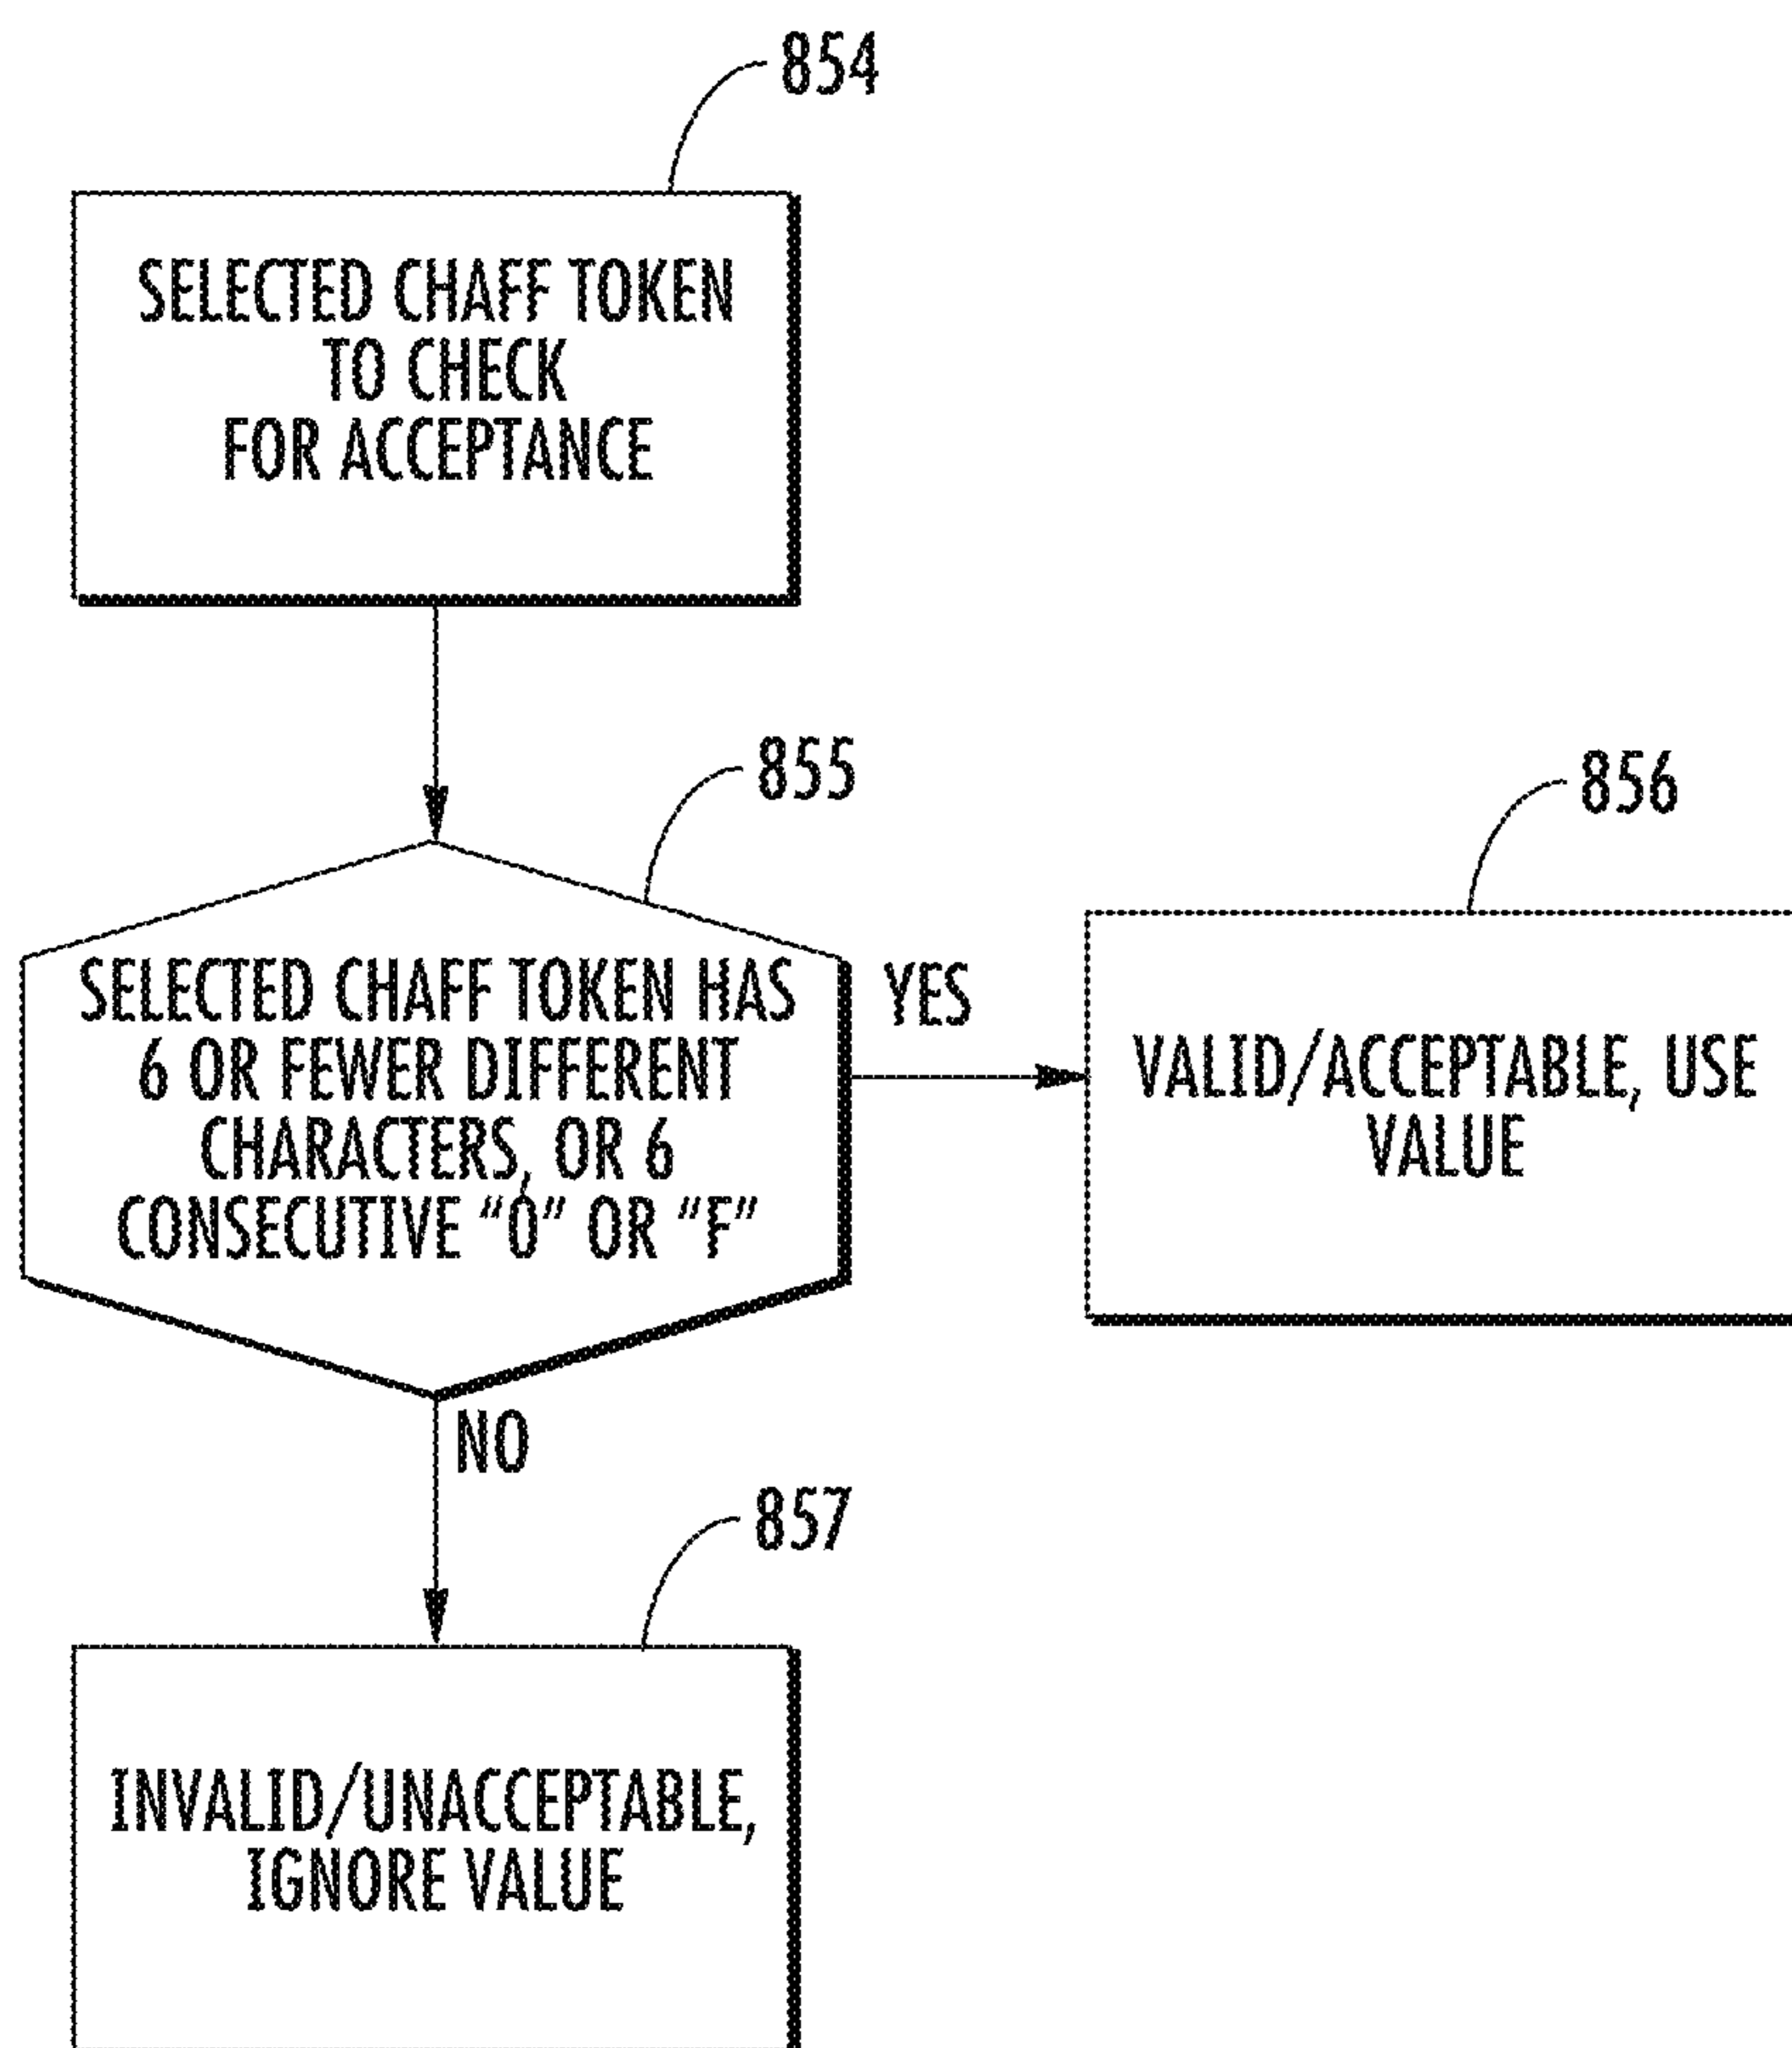 854
SELECTED CHAFF TOKEN
TO CHECK
FOR ACCEPTANCE
855
SELECTED CHAFF TOKEN HAS
6 OR FEWER DIFFERENT
CHARACTERS, OR 6
CONSECUTIVE "0" OR "F"
YES
856
VALID/ACCEPTABLE, USE
VALUE
NO
857
INVALID/UNACCEPTABLE,
IGNORE VALUE